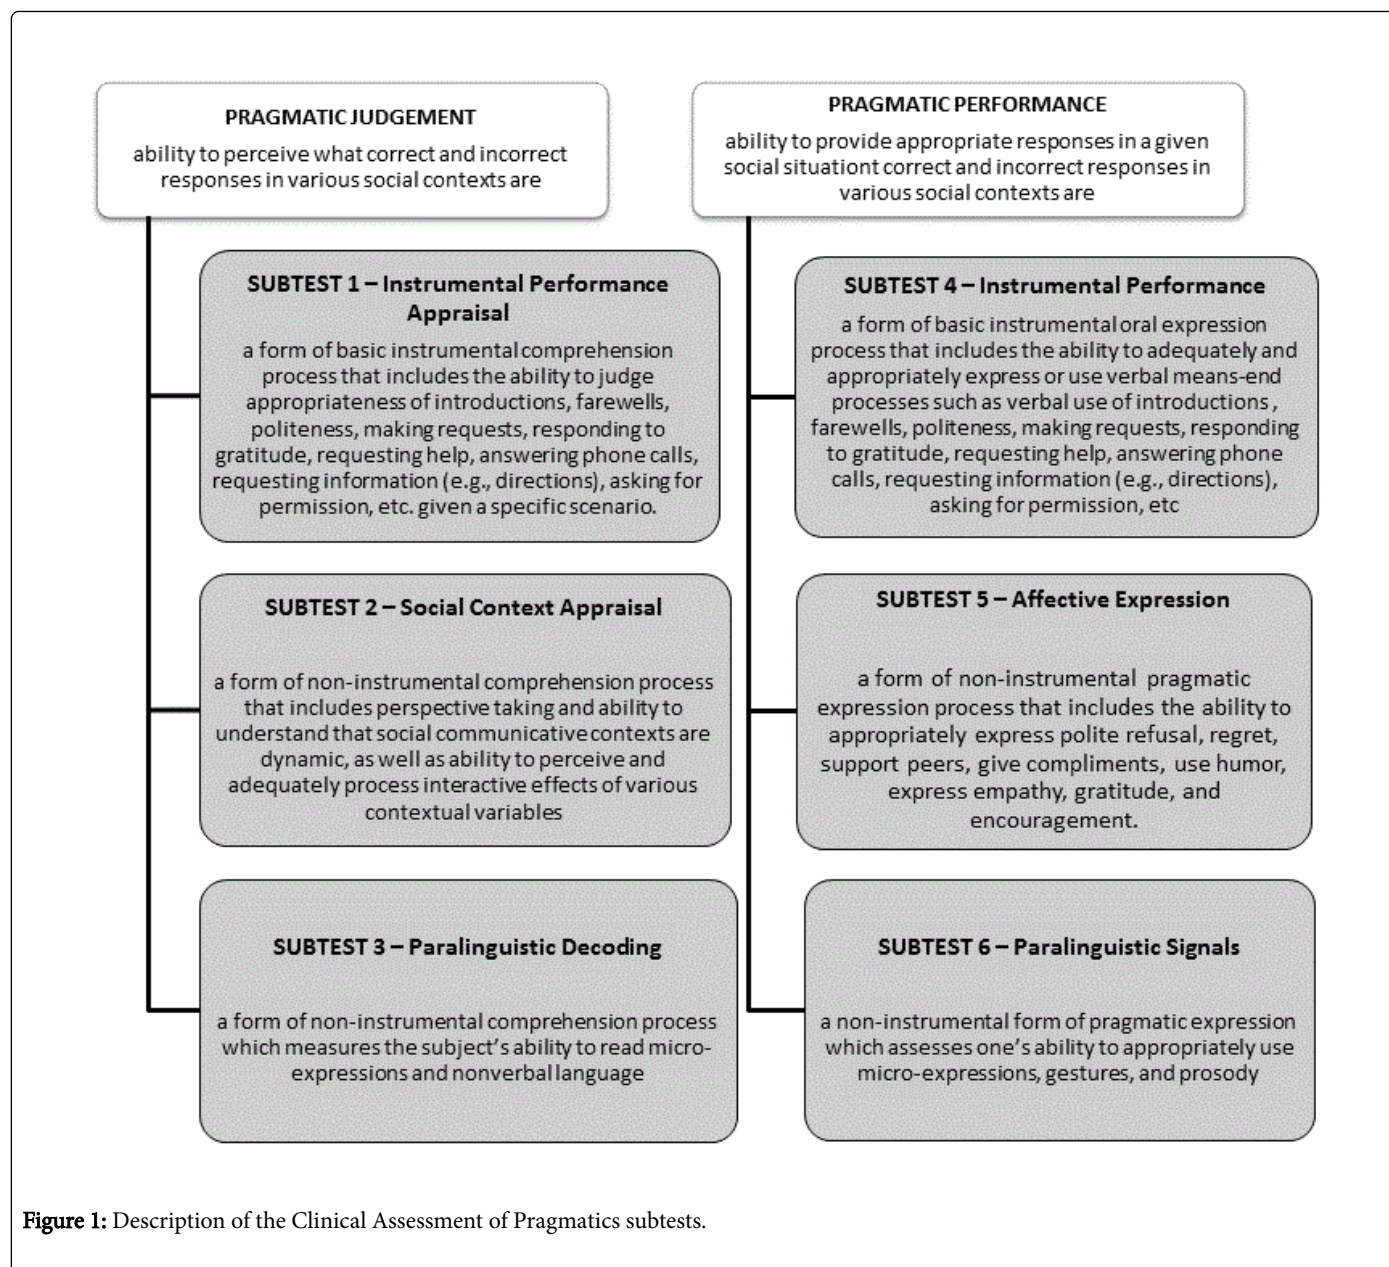 PRAGMATIC JUDGEMENT
ability to perceive what correct and incorrect
responses in various social contexts are
SUBTEST 1 – Instrumental Performance
Appraisal
a form of basic instrumental comprehension
process that includes the ability to judge
appropriateness of introductions, farewells,
politeness, making requests, responding to
gratitude, requesting help, answering phone calls,
requesting information (e.g., directions), asking for
permission, etc. given a specific scenario.
SUBTEST 2 – Social Context Appraisal
a form of non-instrumental comprehension process
that includes perspective taking and ability to
understand that social communicative contexts are
dynamic, as well as ability to perceive and
adequately process interactive effects of various
contextual variables
SUBTEST 3 – Paralinguistic Decoding
a form of non-instrumental comprehension process
which measures the subject's ability to read micro-
expressions and nonverbal language
PRAGMATIC PERFORMANCE
ability to provide appropriate responses in a given
social situationt correct and incorrect responses in
various social contexts are
SUBTEST 4 – Instrumental Performance
a form of basic instrumental oral expression
process that includes the ability to adequately and
appropriately express or use verbal means-end
processes such as verbal use of introductions ,
farewells, politeness, making requests, responding
to gratitude, requesting help, answering phone
calls, requesting information (e.g., directions),
asking for permission, etc
SUBTEST 5 – Affective Expression
a form of non-instrumental pragmatic
expression process that includes the ability to
appropriately express polite refusal, regret,
support peers, give compliments, use humor,
express empathy, gratitude, and
encouragement.
SUBTEST 6 – Paralinguistic Signals
a non-instrumental form of pragmatic expression
which assesses one's ability to appropriately use
micro-expressions, gestures, and prosody
Figure 1: Description of the Clinical Assessment of Pragmatics subtests.